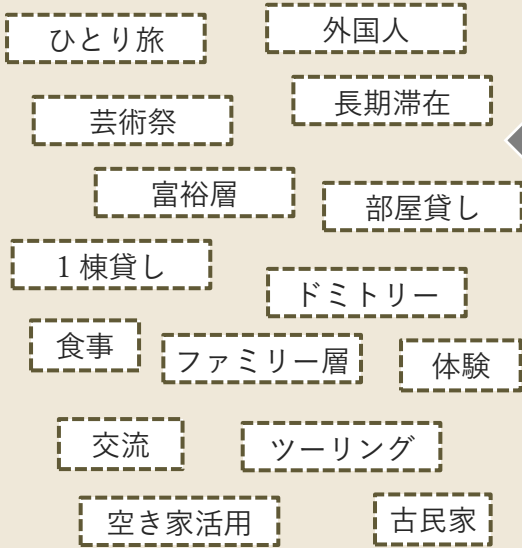 ひとり旅
外国人
芸術祭
長期滞在
富裕層
部屋貸し
1棟貸し
ドミトリー
食事
ファミリー層
体験
交流
ツーリング
空き家活用
古民家